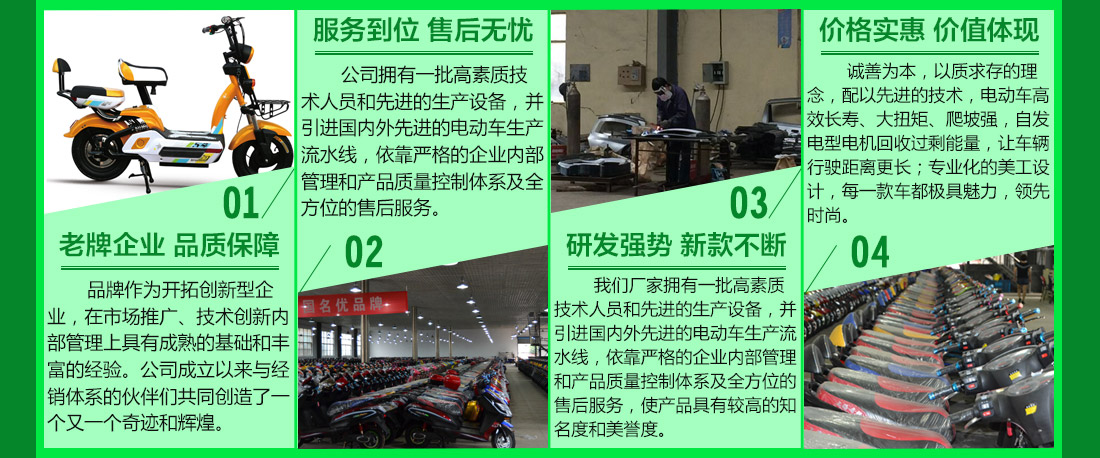 01
老牌企业 品质保障
品牌作为开拓创新型企
业，在市场推广、技术创新内
部管理上具有成熟的基础和丰
富的经验。公司成立以来与经
销体系的伙伴们共同创造了一
个又一个奇迹和辉煌。
服务到位 售后无忧
公司拥有一批高素质技
术人员和先进的生产设备，并
引进国内外先进的电动车生产
流水线，依靠严格的企业内部
管理和产品质量控制体系及全
方位的售后服务。
02
国名优品牌
03
研发强势 新款不断
我们厂家拥有一批高素质
技术人员和先进的生产设备，并
引进国内外先进的电动车生产流
水线，依靠严格的企业内部管理
和产品质量控制体系及全方位的
售后服务，使产品具有较高的知
名度和美誉度。
价格实惠 价值体现
诚善为本，以质求存的理
念，配以先进的技术，电动车高
效长寿、大扭矩、爬坡强，自发
电型电机回收过剩能量，让车辆
行驶距离更长；专业化的美工设
计，每一款车都极具魅力，领先
时尚。
04